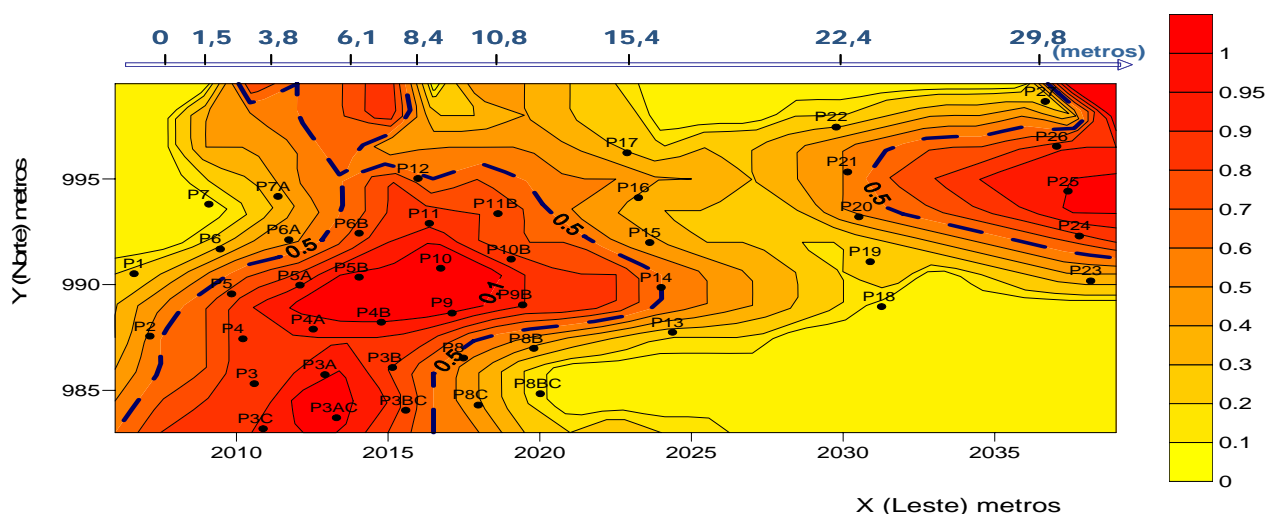 0 1,5 3,8 6,1 8,4 10,8 15,4 22,4 29,8
(metros)
1
0.95
0.9
0.8
0.7
0.6
0.5
0.4
0.3
0.2
0.1
0
P27
P22
P26
P17
P12
P21
P25
P7 P7A
P16
P11B
P20
P11
P24
P6A P6B
P6
P15
P10B
P19
P1
P5A P5B P10
P23
P5
P14
P9B
P18
P9
P2 P4 P4A P4B
P13
P8B
P8
P3B
P3 P3A
P8BC
P8C
P3BC
P3AC
P3C
0.5
0.5
0.5
0.1
0.5
995
990
985
Y (Norte) metros
2010 2015 2020 2025 2030 2035
X (Leste) metros